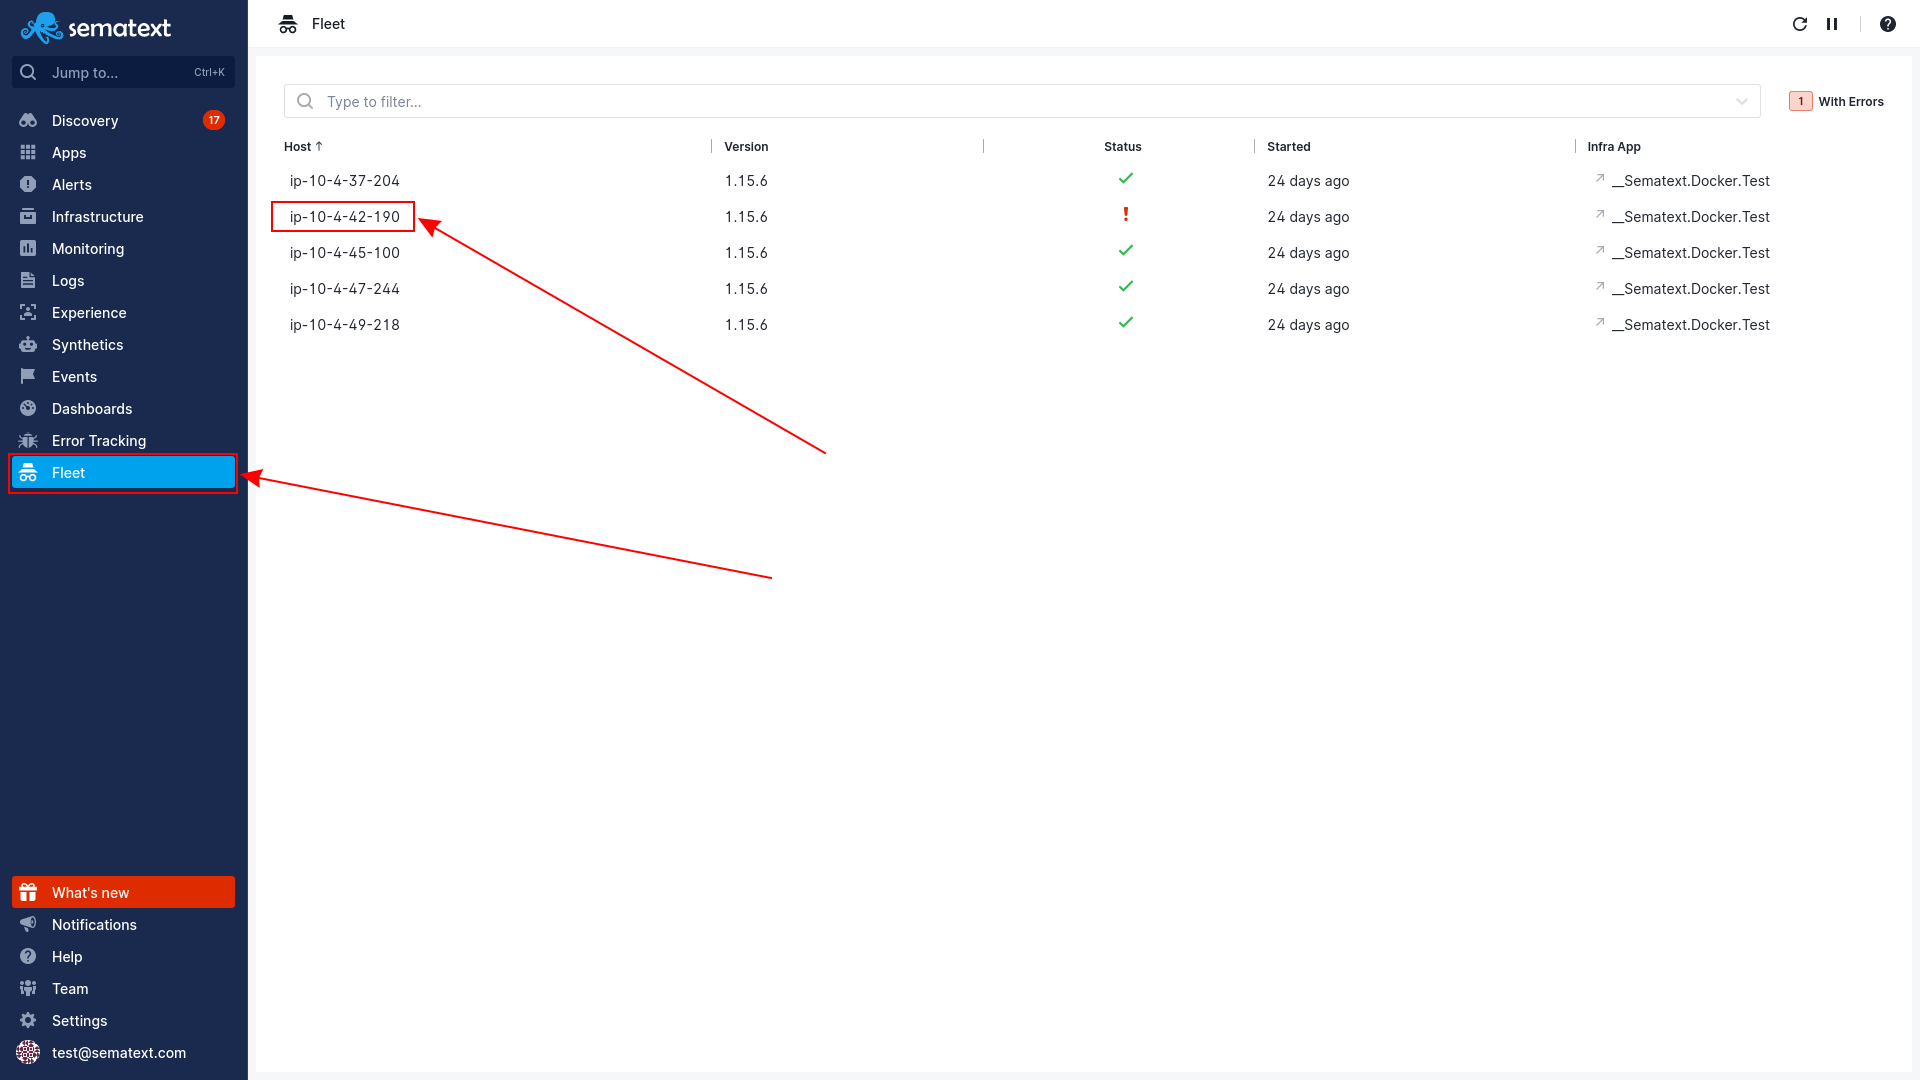 sematext
Jump to... Ctrl+K
Discovery 17
Apps
Alerts
Infrastructure
Monitoring
Logs
Experience
Synthetics
Events
Dashboards
Error Tracking
Fleet
What's new
Notifications
Help
Team
Settings
test@sematext.com
Fleet
Type to filter...
1 With Errors
Host Version Status Started Infra App
ip-10-4-37-204 1.15.6 24 days ago __Sematext.Docker.Test
ip-10-4-42-190 1.15.6 24 days ago __Sematext.Docker.Test
ip-10-4-45-100 1.15.6 24 days ago __Sematext.Docker.Test
ip-10-4-47-244 1.15.6 24 days ago __Sematext.Docker.Test
ip-10-4-49-218 1.15.6 24 days ago __Sematext.Docker.Test